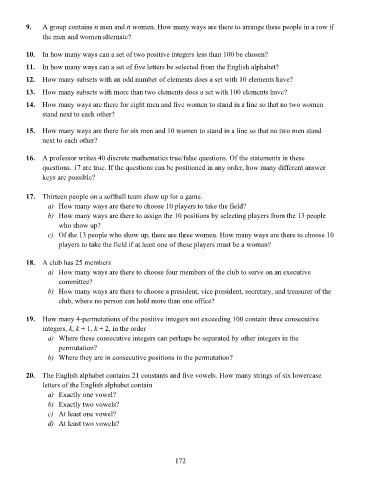 9. A group contains n men and n women. How many ways are there to arrange these people in a row if
the men and women alternate?
10. In how many ways can a set of two positive integers less than 100 be chosen?
11. In how many ways can a set of five letters be selected from the English alphabet?
12. How many subsets with an odd number of elements does a set with 10 elements have?
13. How many subsets with more than two elements does a set with 100 elements have?
14. How many ways are there for eight men and five women to stand in a line so that no two women
stand next to each other?
15. How many ways are there for six men and 10 women to stand in a line so that no two men stand
next to each other?
16. A professor writes 40 discrete mathematics true/false questions. Of the statements in these
questions, 17 are true. If the questions can be positioned in any order, how many different answer
keys are possible?
17. Thirteen people on a softball team show up for a game.
a) How many ways are there to choose 10 players to take the field?
b) How many ways are there to assign the 10 positions by selecting players from the 13 people
who show up?
c) Of the 13 people who show up, there are three women. How many ways are there to choose 10
players to take the field if at least one of these players must be a woman?
18. A club has 25 members
a) How many ways are there to choose four members of the club to serve on an executive
committee?
b) How many ways are there to choose a president, vice president, secretary, and treasurer of the
club, where no person can hold more than one office?
19. How many 4-permutations of the positive integers not exceeding 100 contain three consecutive
integers, k, k + 1, k + 2, in the order
a) Where these consecutive integers can perhaps be separated by other integers in the
permutation?
b) Where they are in consecutive positions in the permutation?
20. The English alphabet contains 21 constants and five vowels. How many strings of six lowercase
letters of the English alphabet contain
a) Exactly one vowel?
b) Exactly two vowels?
c) At least one vowel?
d) At least two vowels?
172